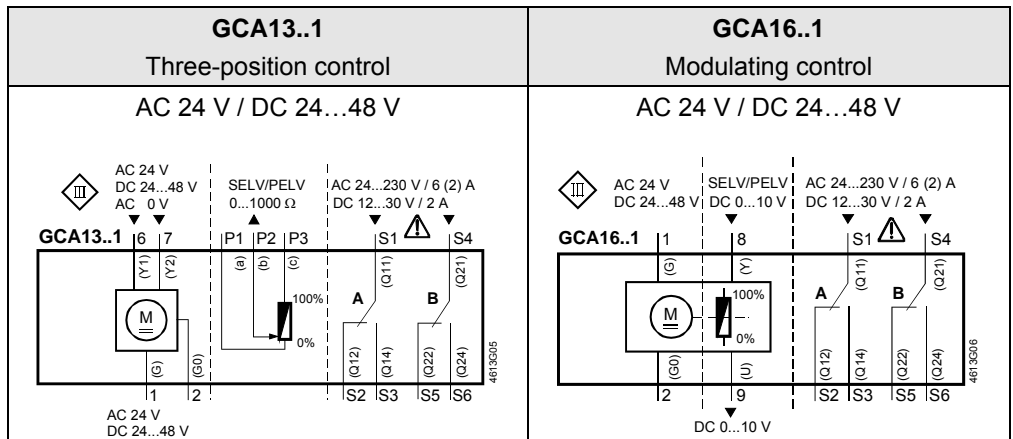 GCA13..1
Three-position control
AC 24 V / DC 24…48 V
AC 24 V
DC 24...48 V
AC 0 V
SELV/PELV
0...1000 Ω
AC 24...230 V / 6 (2) A
DC 12...30 V / 2 A
GCA13..1 6 7 P1 P2 P3 S1 S4
(Y1) (Y2) (a) (b) (c) (Q11) (Q21)
A B
100%
M
0%
(G) (G0) (Q12) (Q14) (Q22) (Q24)
1 2 S2 S3 S5 S6
AC 24 V
DC 24...48 V
4613G05
III
GCA16..1
Modulating control
AC 24 V / DC 24…48 V
III
AC 24 V
DC 24...48 V
SELV/PELV
DC 0...10 V
AC 24...230 V / 6 (2) A
DC 12...30 V / 2 A
GCA16..1 1 8 S1 S4
(G) (Y) (Q11) (Q21)
A B
100%
M
0%
(G0) (U) (Q12) (Q14) (Q22) (Q24)
2 9 S2 S3 S5 S6
DC 0...10 V
4613G06